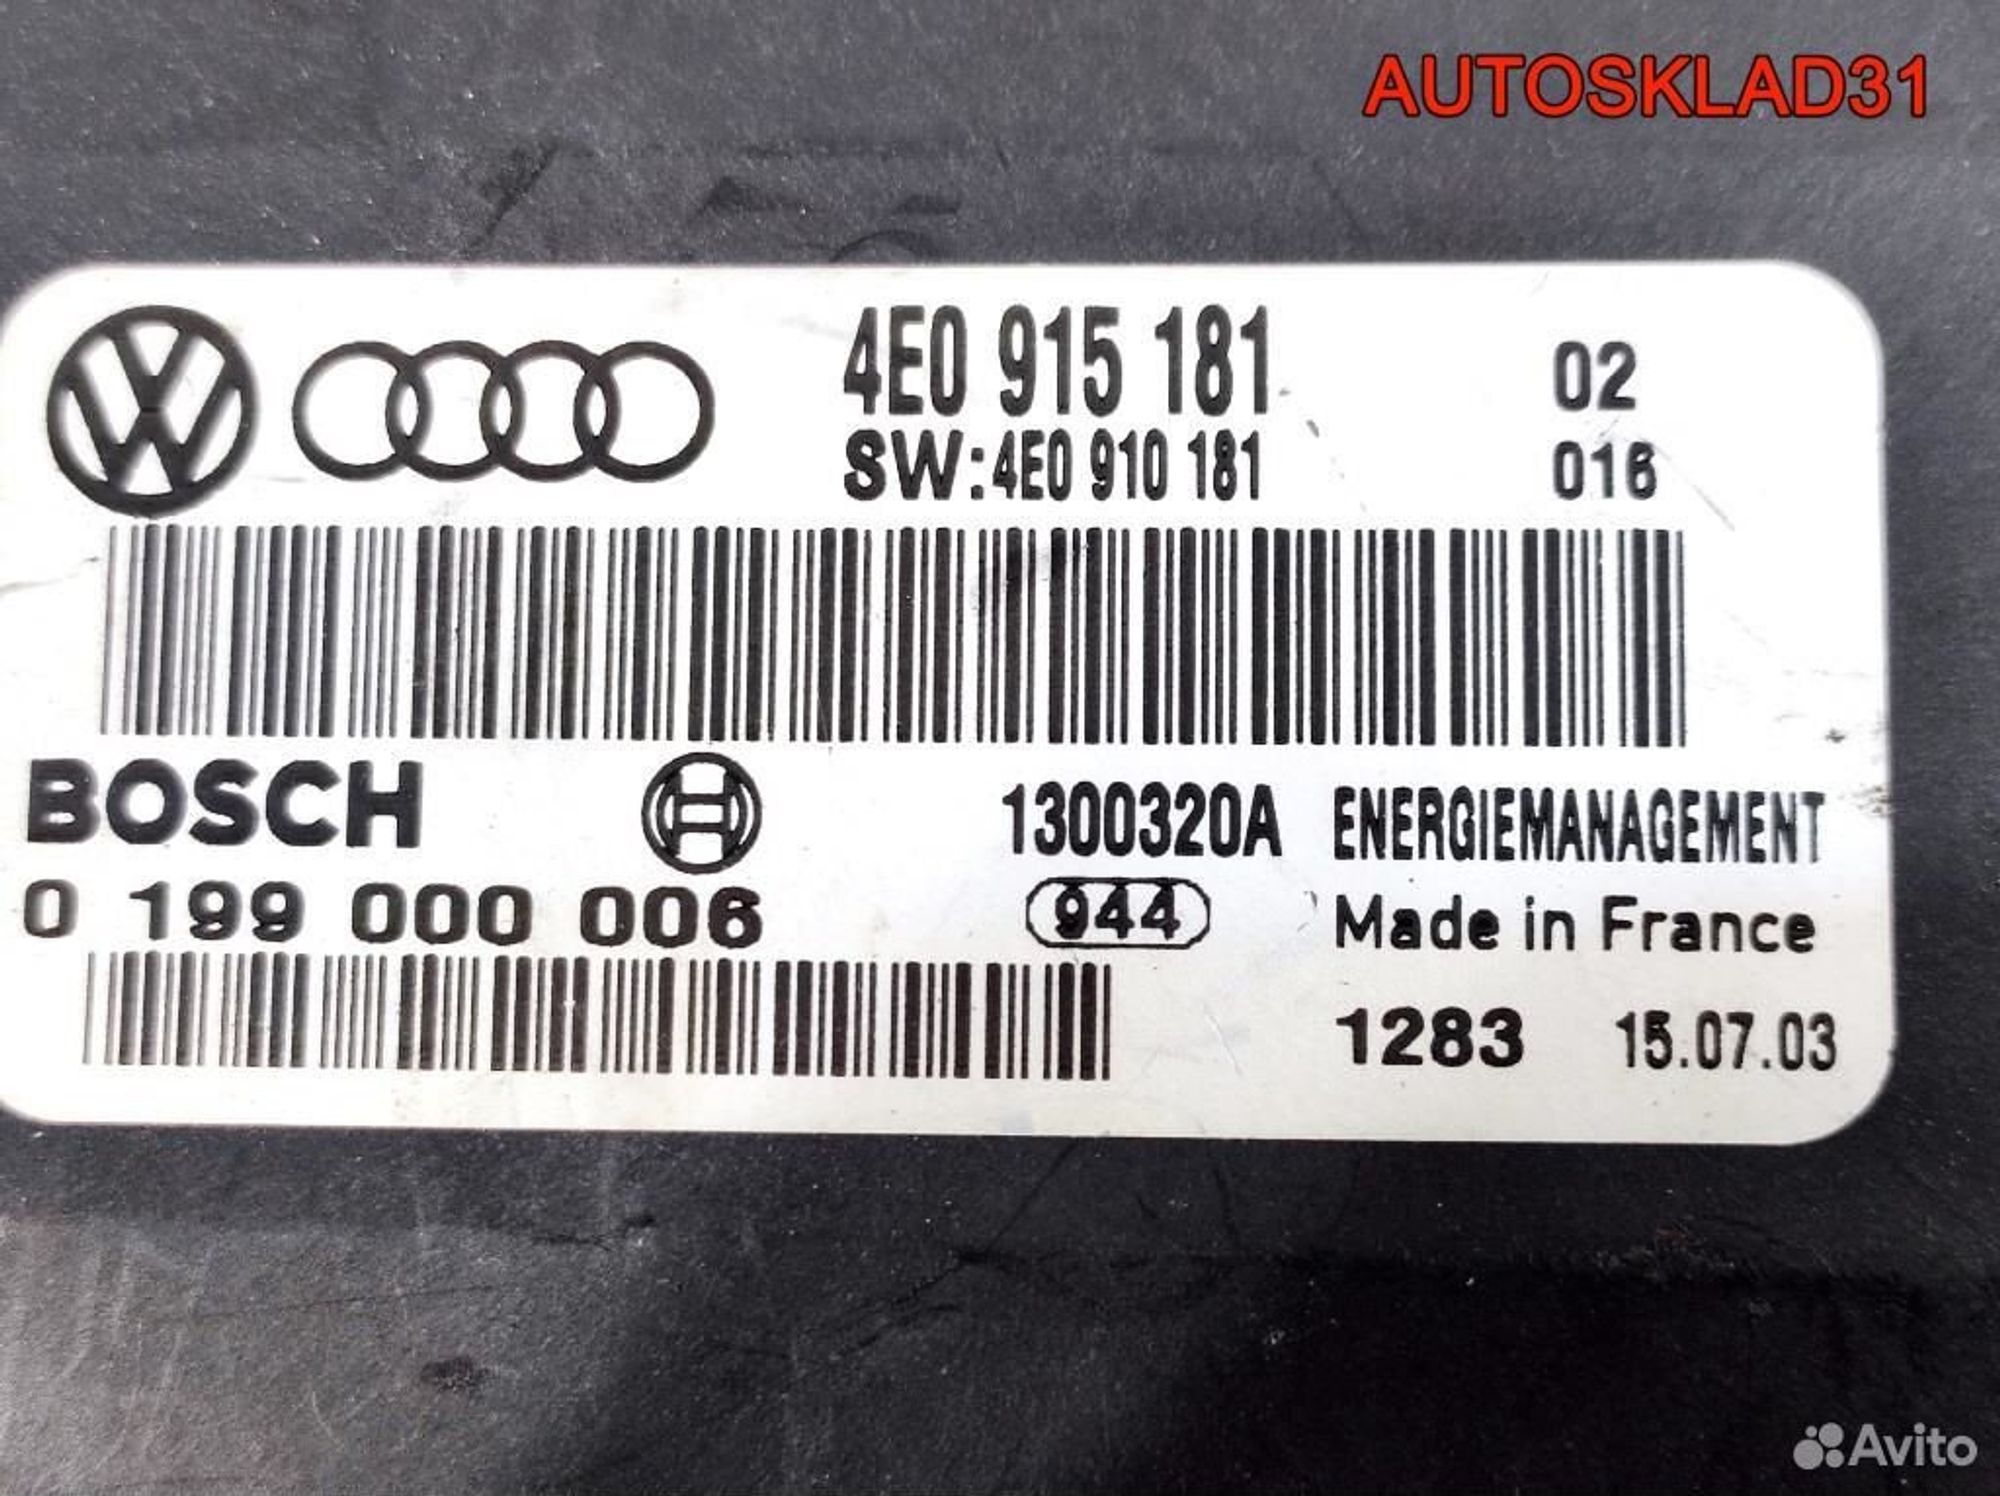 AUTOSKLAD31
4E0 915 181 02
SW:4E0 910 181 016
BOSCH 1300320A ENERGIEMANAGEMENT
0 199 000 006 944 Made in France
1283 15.07.03
Avito